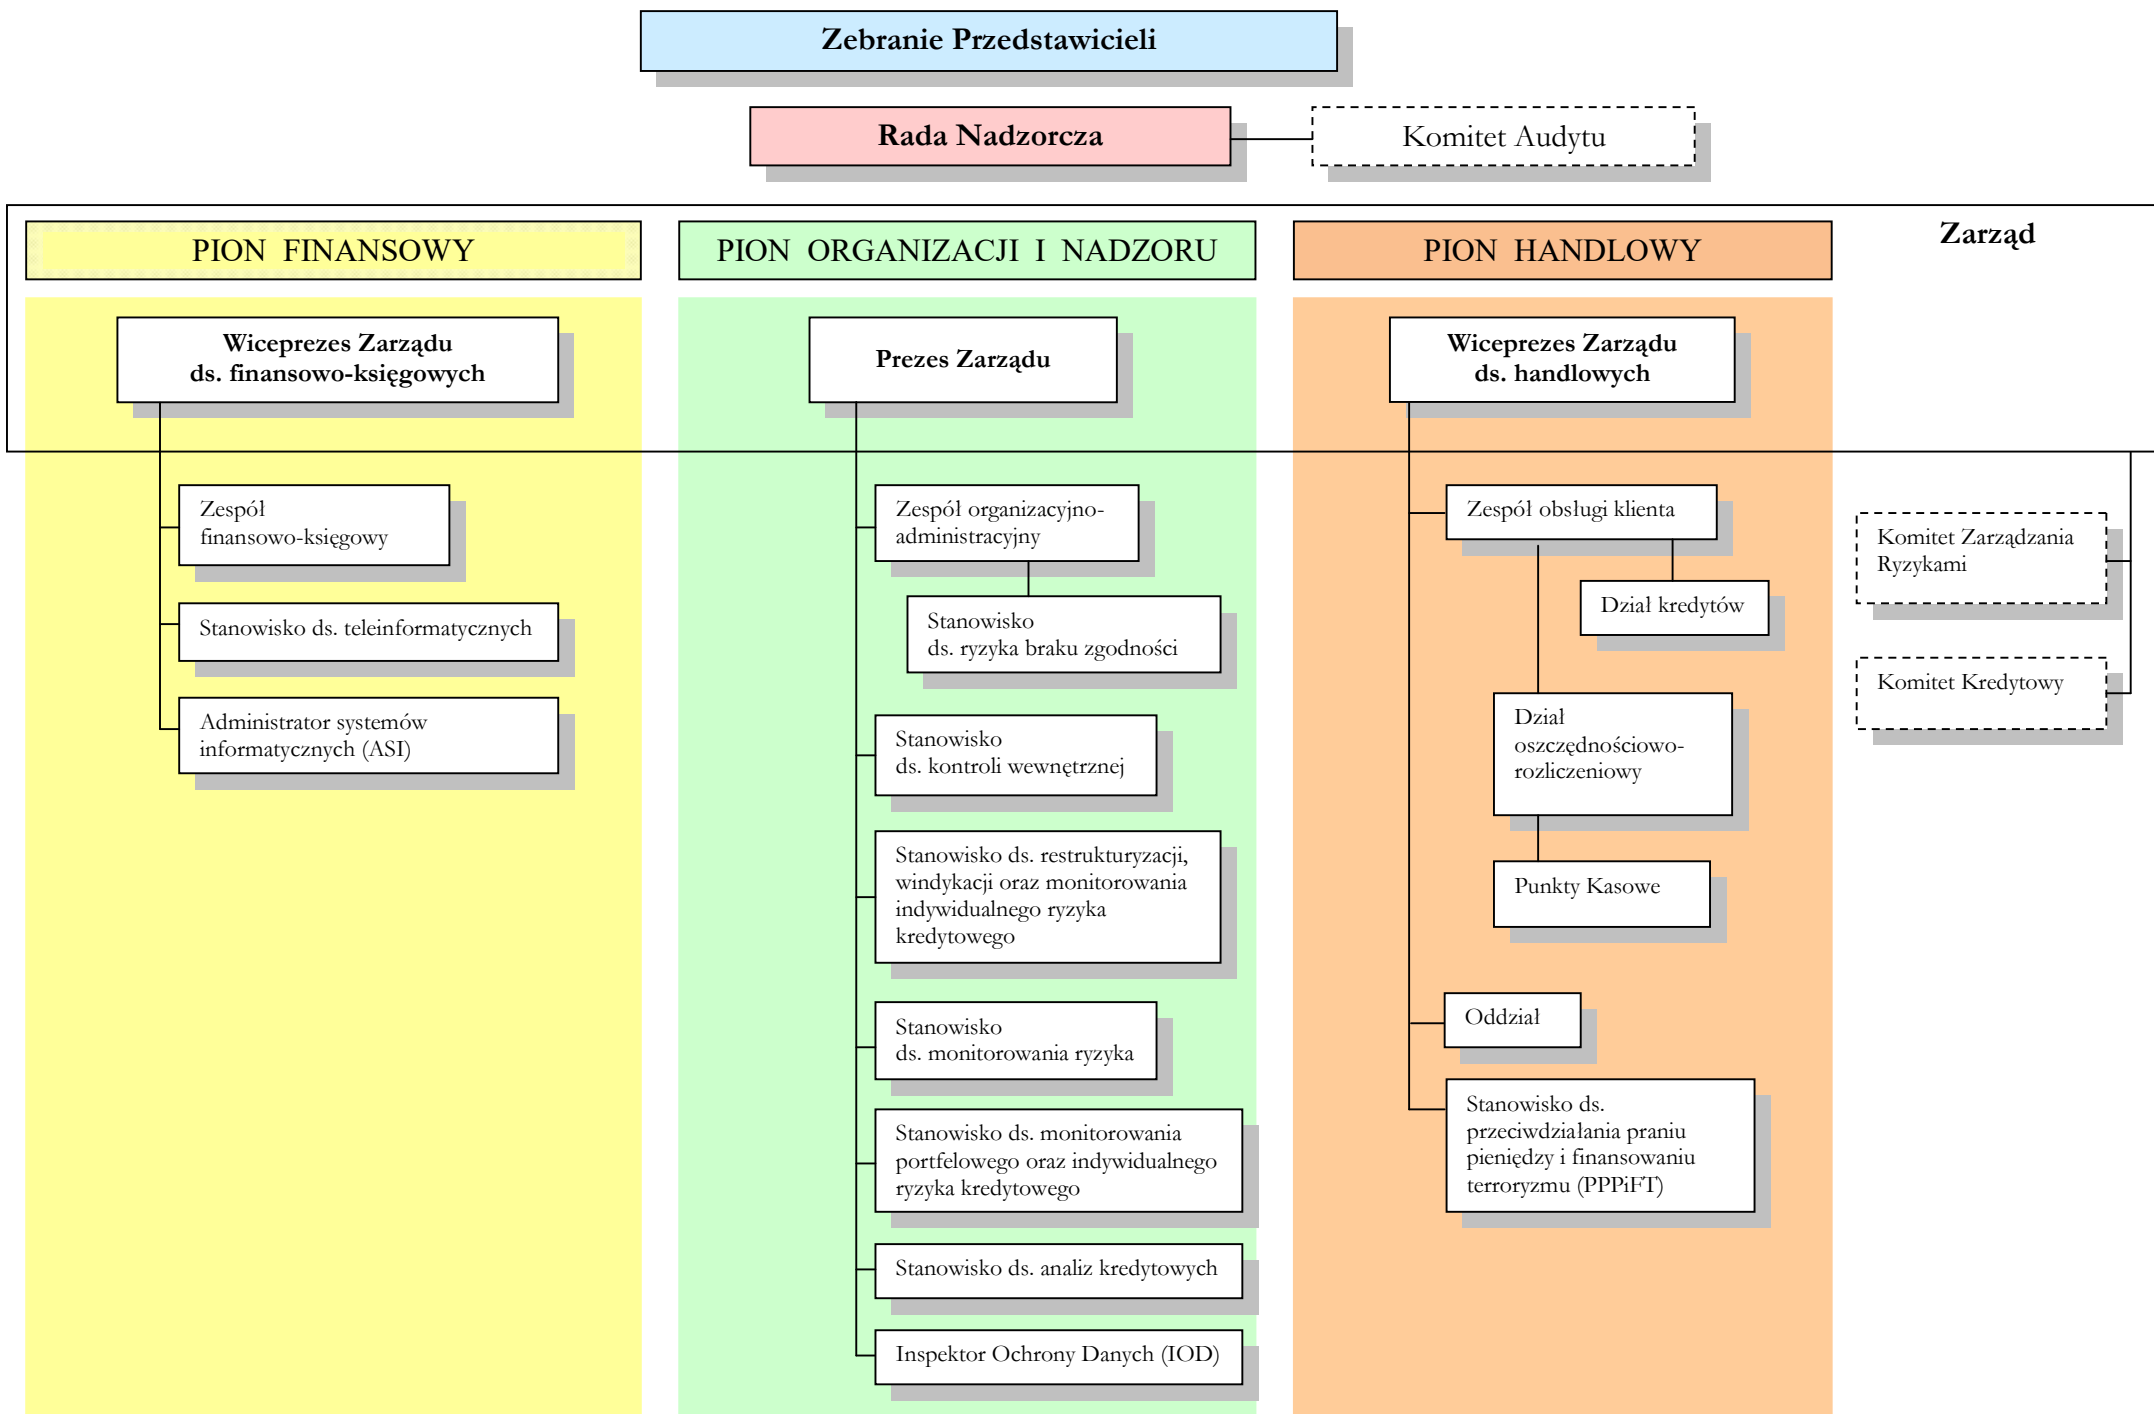 Zebranie Przedstawicieli
Rada Nadzorcza
Komitet Audytu
Zarząd
PION FINANSOWY
Wiceprezes Zarządu
ds. finansowo-księgowych
Zespół
finansowo-księgowy
Stanowisko ds. teleinformatycznych
Administrator systemów
informatycznych (ASI)
PION ORGANIZACJI I NADZORU
Prezes Zarządu
Zespół organizacyjno-
administracyjny
Stanowisko
ds. ryzyka braku zgodności
Stanowisko
ds. kontroli wewnętrznej
Stanowisko ds. restrukturyzacji,
windykacji oraz monitorowania
indywidualnego ryzyka
kredytowego
Stanowisko
ds. monitorowania ryzyka
Stanowisko ds. monitorowania
portfelowego oraz indywidualnego
ryzyka kredytowego
Stanowisko ds. analiz kredytowych
Inspektor Ochrony Danych (IOD)
PION HANDLOWY
Wiceprezes Zarządu
ds. handlowych
Zespół obsługi klienta
Dział kredytów
Dział
oszczędnościowo-
rozliczeniowy
Punkty Kasowe
Oddział
Stanowisko ds.
przeciwdziałania praniu
pieniędzy i finansowaniu
terroryzmu (PPPiFT)
Komitet Zarządzania
Ryzykami
Komitet Kredytowy